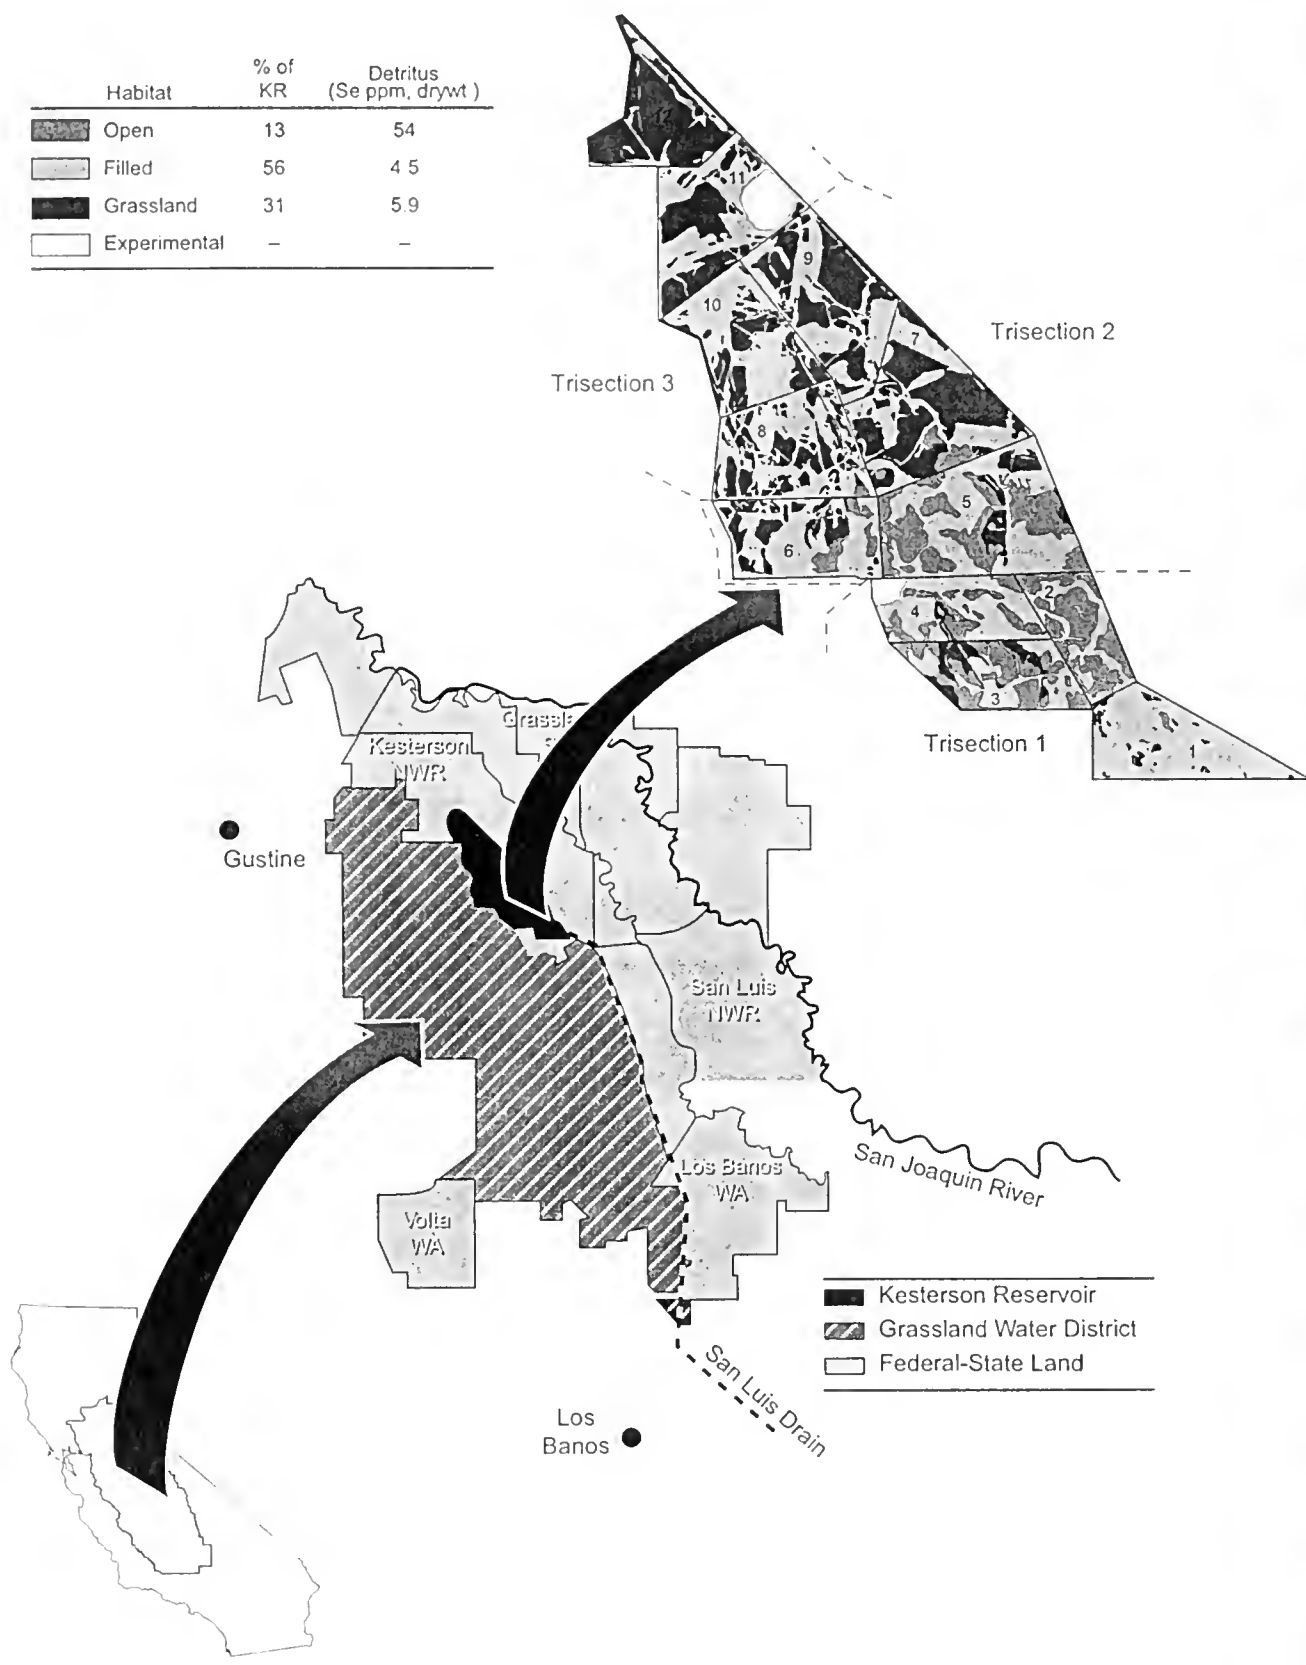 Habitat % of KR Detritus (Se ppm, drywt )
Open 13 54
Filled 56 4 5
Grassland 31 5.9
Experimental – –
12
11
9
10
7
Trisection 2
Trisection 3
8
5
6
2
4
3
1
Trisection 1
Kesterson
NWR
Gustine
San Luis
NWR
San Joaquin River
Los Banos
WA
Volta
WA
Kesterson Reservoir
Grassland Water District
Federal-State Land
San Luis Drain
Los
Banos